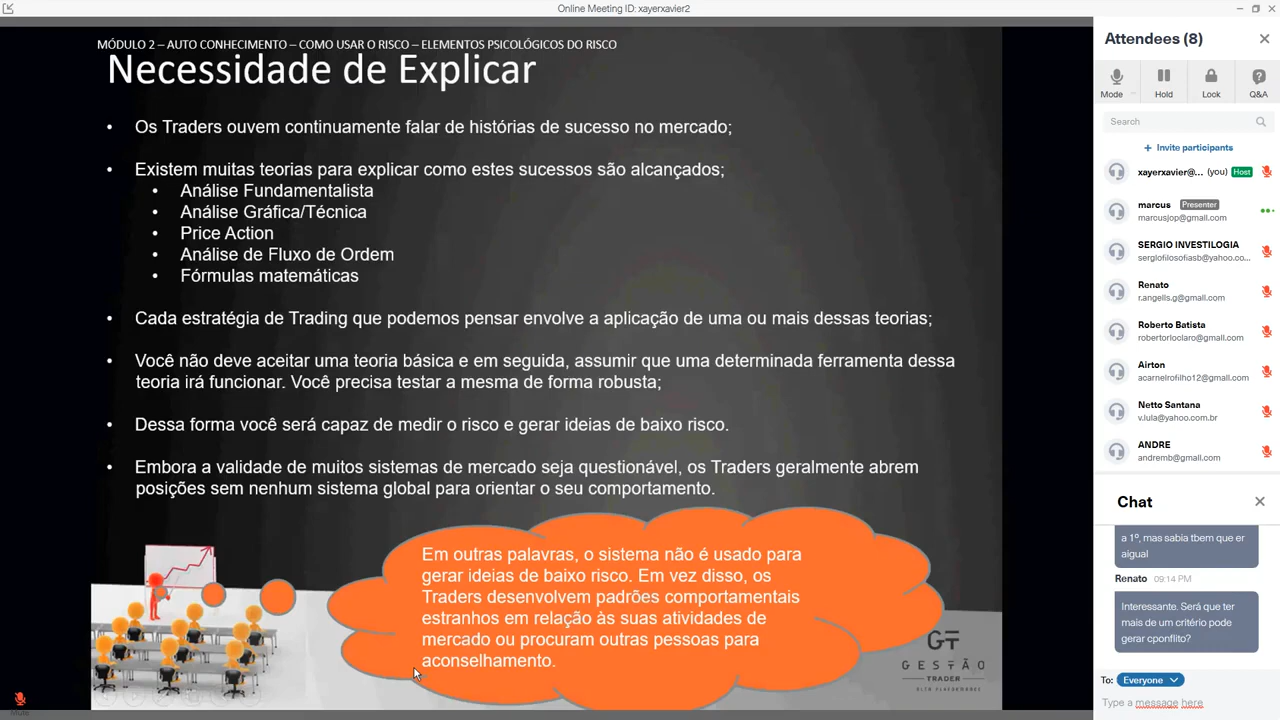 Online Meeting ID: xayerxavier2
MÓDULO 2 – AUTO CONHECIMENTO – COMO USAR O RISCO – ELEMENTOS PSICOLÓGICOS DO RISCO
Necessidade de Explicar
• Os Traders ouvem continuamente falar de histórias de sucesso no mercado;
• Existem muitas teorias para explicar como estes sucessos são alcançados;
• Análise Fundamentalista
• Análise Gráfica/Técnica
• Price Action
• Análise de Fluxo de Ordem
• Fórmulas matemáticas
• Cada estratégia de Trading que podemos pensar envolve a aplicação de uma ou mais dessas teorias;
• Você não deve aceitar uma teoria básica e em seguida, assumir que uma determinada ferramenta dessa
teoria irá funcionar. Você precisa testar a mesma de forma robusta;
• Dessa forma você será capaz de medir o risco e gerar ideias de baixo risco.
• Embora a validade de muitos sistemas de mercado seja questionável, os Traders geralmente abrem
posições sem nenhum sistema global para orientar o seu comportamento.
Em outras palavras, o sistema não é usado para
gerar ideias de baixo risco. Em vez disso, os
Traders desenvolvem padrões comportamentais
estranhos em relação às suas atividades de
mercado ou procuram outras pessoas para
aconselhamento.
GT
GESTÃO
TRADER
ALTA PLASTICIDADE
Mute
Attendees (8)
Mode Hold Lock Q&A
Search
+ Invite participants
xayerxavier@... (you) Host
marcus Presenter
marcusjop@gmail.com
SERGIO INVESTILOGIA
sergiofilosofiasb@yahoo.co...
Renato
r.angells.g@gmail.com
Roberto Batista
robertorloclaro@gmail.com
Airton
acarneirofilho12@gmail.com
Netto Santana
v.lula@yahoo.com.br
ANDRE
andremb@gmail.com
Chat
a 1º, mas sabia tbem que er
aigual
Renato 09:14 PM
Interessante. Será que ter
mais de um critério pode
gerar cponflito?
To: Everyone
Type a message here